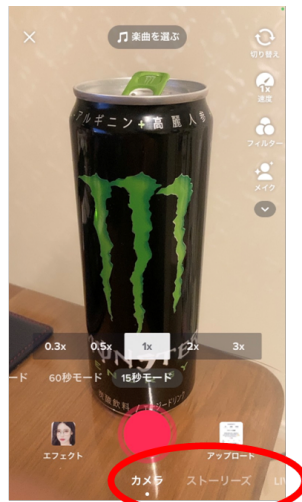 楽曲を選ぶ
切り替え
アルギニン+高麗人参
1x
速度
フィルター
メイク
0.3x 0.5x 1x 2x 3x
60秒モード 15秒モード
エフェクト
アップロード
カメラ ストーリーズ